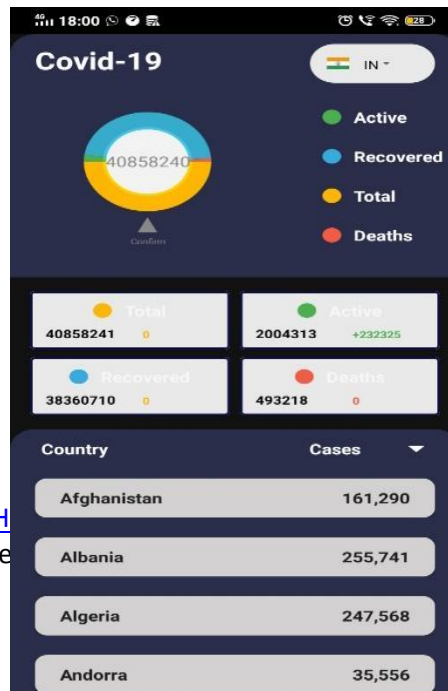 4G 18:00 28
Covid-19
IN
40858240
Confirm
Active
Recovered
Total
Deaths
Total
40858241 0
Active
2004313 +232325
Recovered
38360710 0
Deaths
493218 0
Country Cases
Afghanistan 161,290
H
e
Albania 255,741
Algeria 247,568
Andorra 35,556